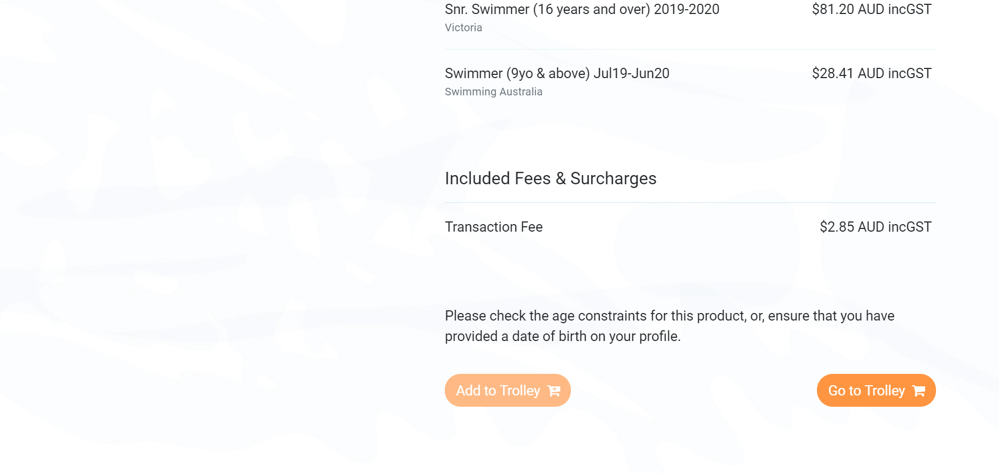 Snr. Swimmer (16 years and over) 2019-2020 $81.20 AUD incGST
Victoria
Swimmer (9yo & above) Jul19-Jun20 $28.41 AUD incGST
Swimming Australia
Included Fees & Surcharges
Transaction Fee $2.85 AUD incGST
Please check the age constraints for this product, or, ensure that you have
provided a date of birth on your profile.
Add to Trolley Go to Trolley